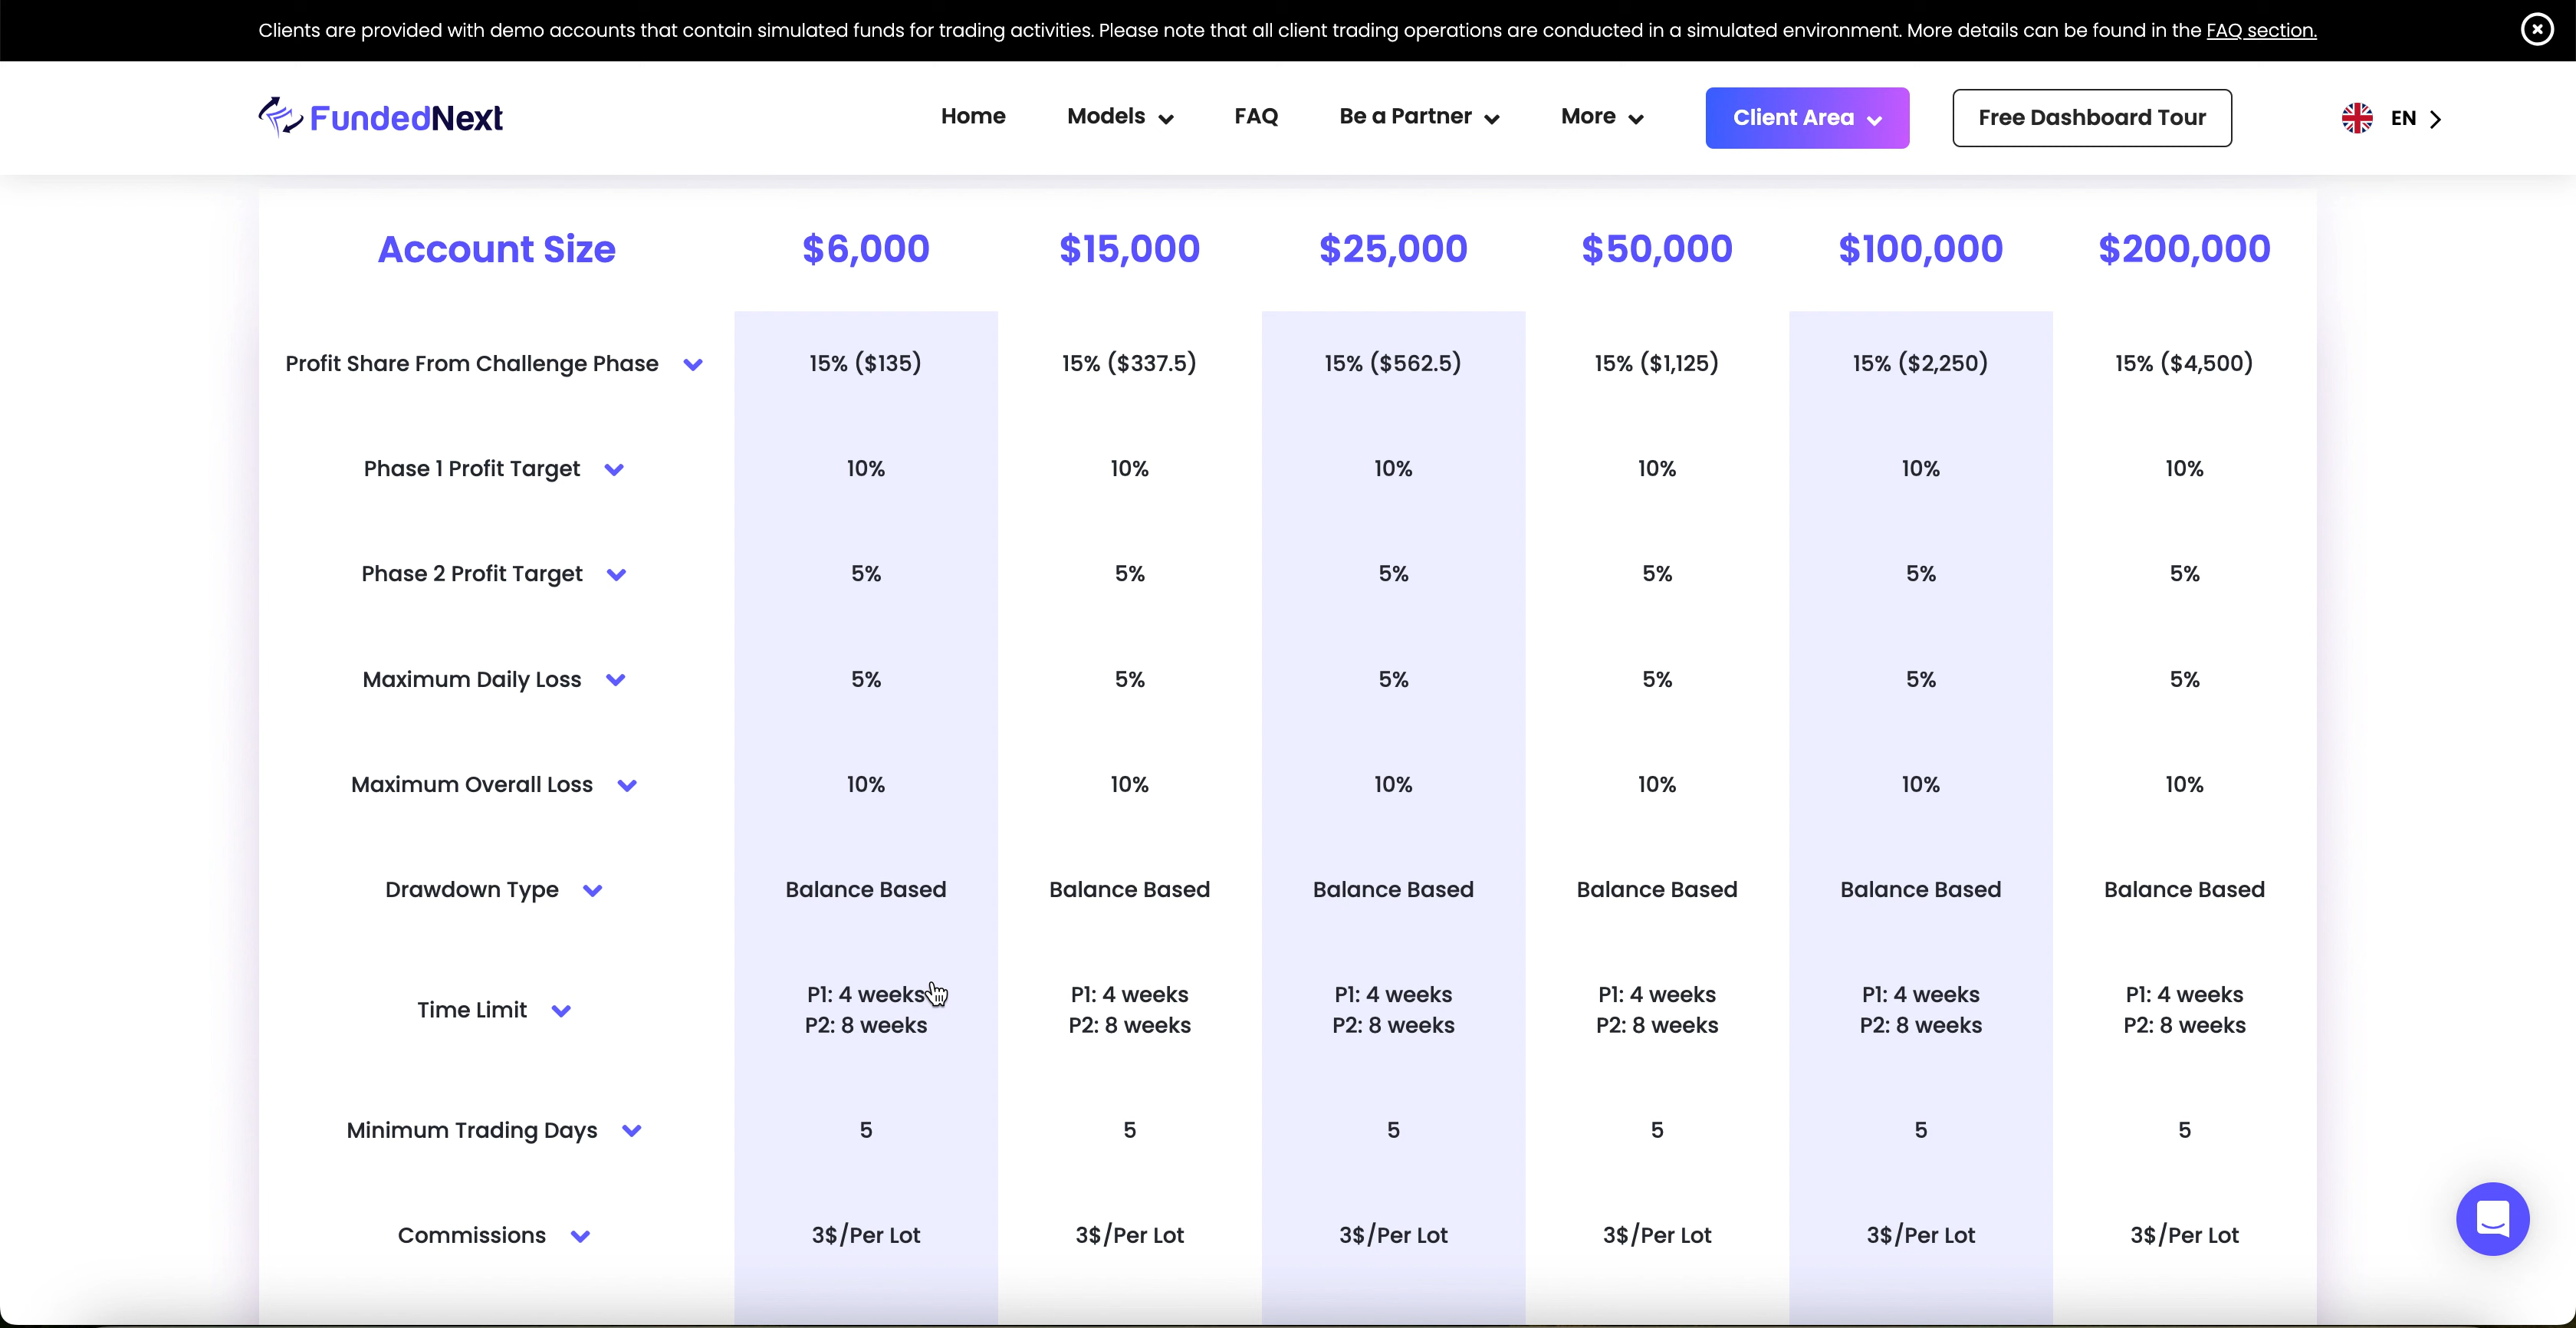 Clients are provided with demo accounts that contain simulated funds for trading activities. Please note that all client trading operations are conducted in a simulated environment. More details can be found in the FAQ section.
FundedNext Home Models FAQ Be a Partner More Client Area Free Dashboard Tour EN
Account Size $6,000 $15,000 $25,000 $50,000 $100,000 $200,000
Profit Share From Challenge Phase 15% ($135) 15% ($337.5) 15% ($562.5) 15% ($1,125) 15% ($2,250) 15% ($4,500)
Phase 1 Profit Target 10% 10% 10% 10% 10% 10%
Phase 2 Profit Target 5% 5% 5% 5% 5% 5%
Maximum Daily Loss 5% 5% 5% 5% 5% 5%
Maximum Overall Loss 10% 10% 10% 10% 10% 10%
Drawdown Type Balance Based Balance Based Balance Based Balance Based Balance Based Balance Based
Time Limit P1: 4 weeks P1: 4 weeks P1: 4 weeks P1: 4 weeks P1: 4 weeks P1: 4 weeks
P2: 8 weeks P2: 8 weeks P2: 8 weeks P2: 8 weeks P2: 8 weeks P2: 8 weeks
Minimum Trading Days 5 5 5 5 5 5
Commissions 3$/Per Lot 3$/Per Lot 3$/Per Lot 3$/Per Lot 3$/Per Lot 3$/Per Lot